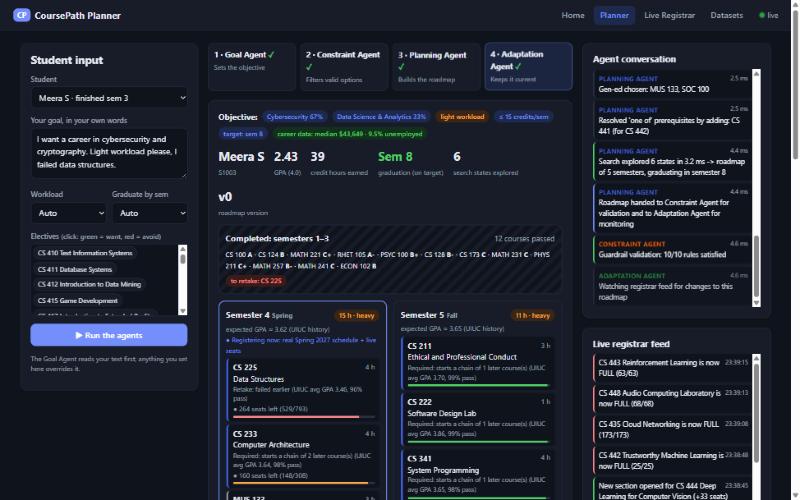 CP CoursePath Planner
Home Planner Live Registrar Datasets live
Student input
Student
Meera S · finished sem 3
Your goal, in your own words
I want a career in cybersecurity and
cryptography. Light workload please, I
failed data structures.
Workload Graduate by sem
Auto Auto
Electives (click: green = want, red = avoid)
CS 410 Text Information Systems
CS 411 Database Systems
CS 412 Introduction to Data Mining
CS 415 Game Development
▶ Run the agents
The Goal Agent reads your text first; anything you set
here overrides it.
1 · Goal Agent ✓
Sets the objective
2 · Constraint Agent
✓
Filters valid options
3 · Planning Agent
✓
Builds the roadmap
4 · Adaptation
Agent ✓
Keeps it current
Objective: Cybersecurity 67% Data Science & Analytics 33% light workload ≤ 15 credits/sem
target: sem 8 career data: median $43,649 · 9.5% unemployed
Meera S 2.43 39 Sem 8 6
S1003 GPA (4.0) credit hours earned graduation (on target) search states explored
v0
roadmap version
Completed: semesters 1–3 12 courses passed
CS 100 A · CS 124 B · MATH 221 C+ · RHET 105 A- · PSYC 100 B+ · CS 128 B- · CS 173 C · MATH 231 C · PHYS
211 C+ · MATH 257 B- · MATH 241 C · ECON 102 B
to retake: CS 225
Semester 4 Spring 15 h · heavy
expected GPA ≈ 3.62 (UIUC history)
● Registering now: real Spring 2027 schedule + live
seats
CS 225 4 h
Data Structures
Retake: failed earlier (UIUC avg GPA 3.46, 96%
pass)
● 264 seats left (529/793)
CS 233 4 h
Computer Architecture
Required: starts a chain of 2 later course(s) (UIUC
avg GPA 3.64, 98% pass)
● 160 seats left (148/308)
MUS 133
Semester 5 Fall 11 h · heavy
expected GPA ≈ 3.65 (UIUC history)
CS 211 3 h
Ethical and Professional Conduct
Required: starts a chain of 1 later course(s) (UIUC
avg GPA 3.70, 99% pass)
CS 222 1 h
Software Design Lab
Required: starts a chain of 1 later course(s) (UIUC
avg GPA 3.86, 99% pass)
CS 341 4 h
System Programming
Required: starts a chain of 2 later course(s) (UIUC
Agent conversation
PLANNING AGENT 2.5 ms
Gen-ed chosen: MUS 133, SOC 100
PLANNING AGENT 2.5 ms
Resolved 'one of' prerequisites by adding: CS
441 (for CS 442)
PLANNING AGENT 4.4 ms
Search explored 6 states in 3.2 ms -> roadmap
of 5 semesters, graduating in semester 8
PLANNING AGENT 4.4 ms
Roadmap handed to Constraint Agent for
validation and to Adaptation Agent for
monitoring
CONSTRAINT AGENT 4.6 ms
Guardrail validation: 10/10 rules satisfied
ADAPTATION AGENT 4.6 ms
Watching registrar feed for changes to this
roadmap
Live registrar feed
CS 443 Reinforcement Learning is now 23:39:15
FULL (63/63)
CS 448 Audio Computing Laboratory is 23:39:13
now FULL (68/68)
CS 435 Cloud Networking is now FULL 23:39:08
(173/173)
CS 442 Trustworthy Machine Learning is 23:38:48
now FULL (25/25)
New section opened for CS 444 Deep 23:38:45
Learning for Computer Vision (+33 seats)